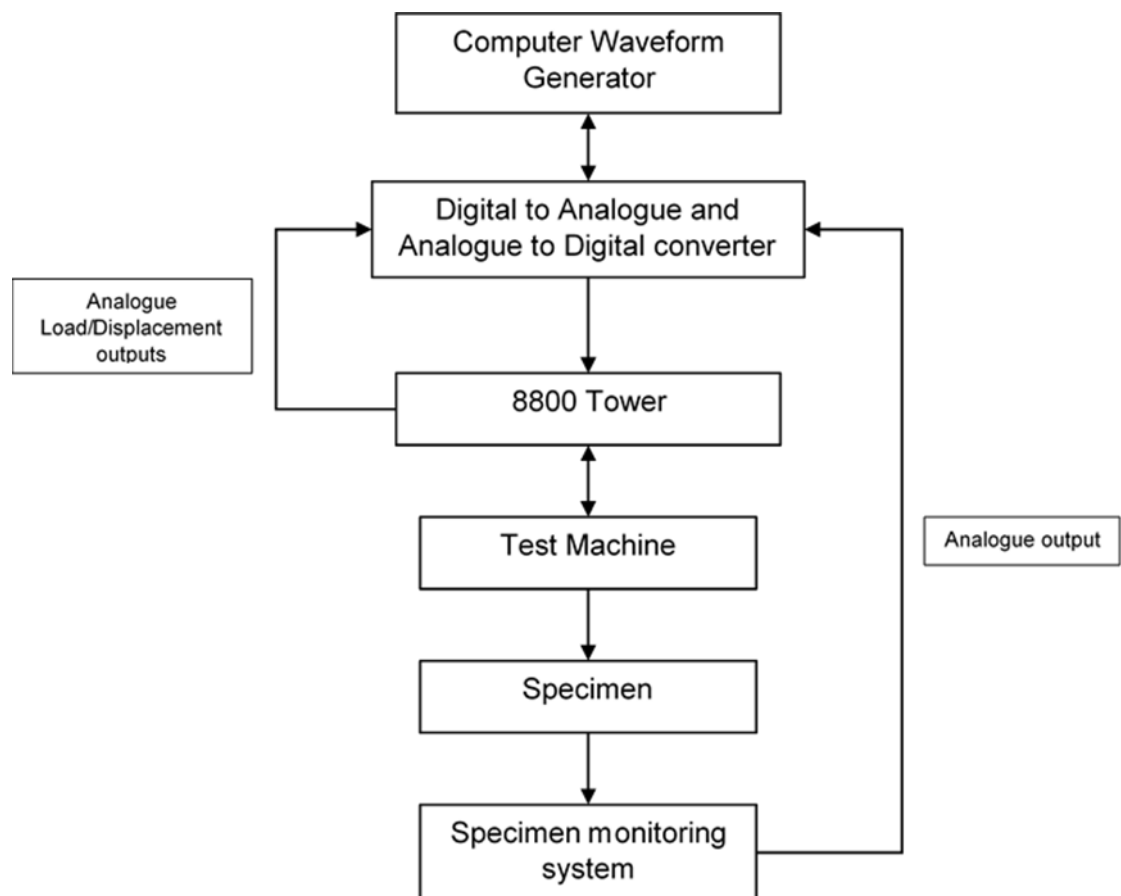 Computer Waveform
Generator
Digital to Analogue and
Analogue to Digital converter
Analogue
Load/Displacement
outputs
8800 Tower
Test Machine
Analogue output
Specimen
Specimen monitoring
system